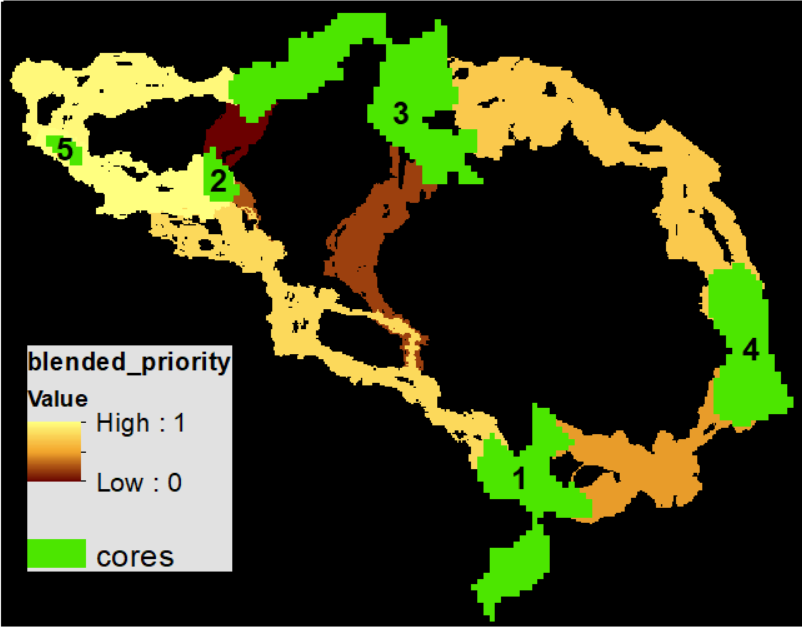 3
5
2
4
blended_priority
Value
High : 1
Low : 0
1
cores